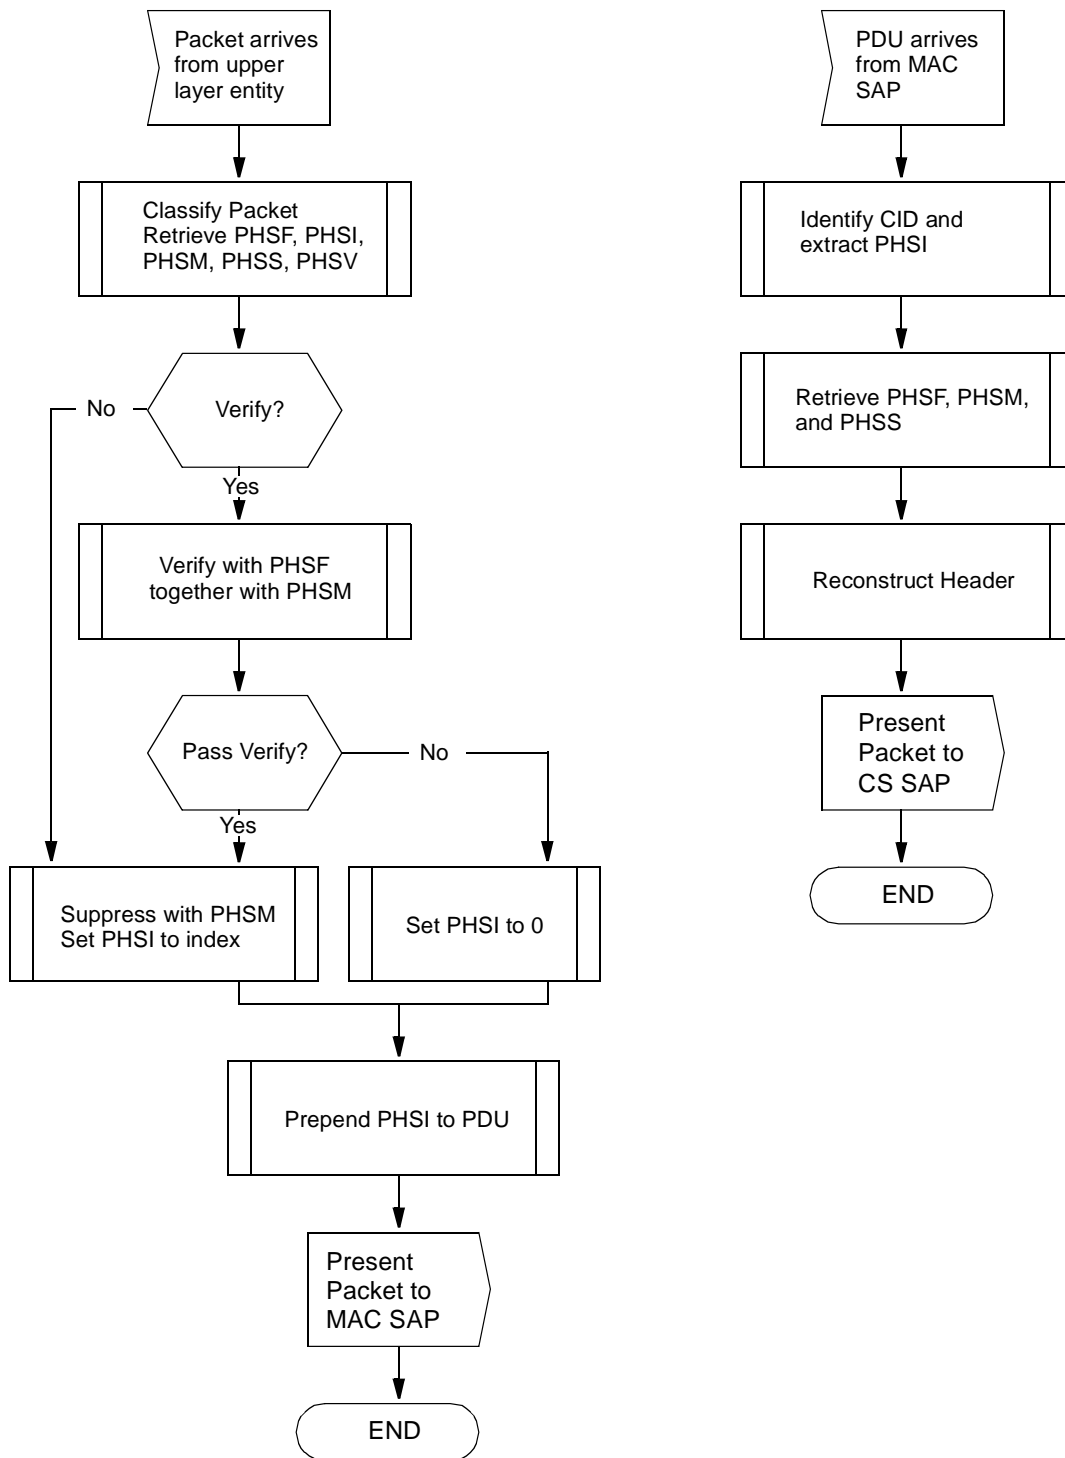 Packet arrives
from upper
layer entity
Classify Packet
Retrieve PHSF, PHSI,
PHSM, PHSS, PHSV
Verify?
No
Yes
Verify with PHSF
together with PHSM
Pass Verify?
No
Yes
Suppress with PHSM
Set PHSI to index
Set PHSI to 0
Prepend PHSI to PDU
Present
Packet to
MAC SAP
END
PDU arrives
from MAC
SAP
Identify CID and
extract PHSI
Retrieve PHSF, PHSM,
and PHSS
Reconstruct Header
Present
Packet to
CS SAP
END